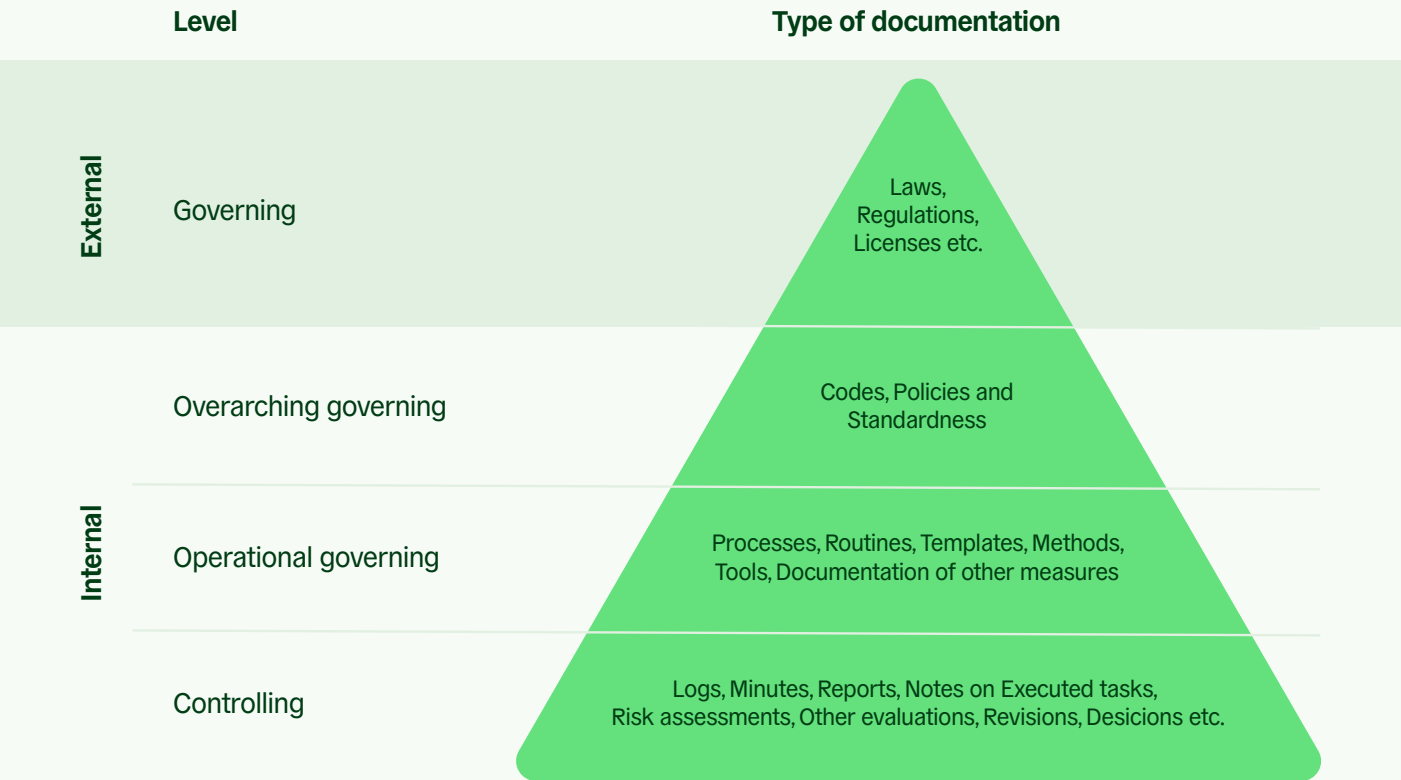 Level
Type of documentation
External
Governing
Laws,
Regulations,
Licenses etc.
Internal
Overarching governing
Codes, Policies and
Standardness
Operational governing
Processes, Routines, Templates, Methods,
Tools, Documentation of other measures
Controlling
Logs, Minutes, Reports, Notes on Executed tasks,
Risk assessments, Other evaluations, Revisions, Desicions etc.